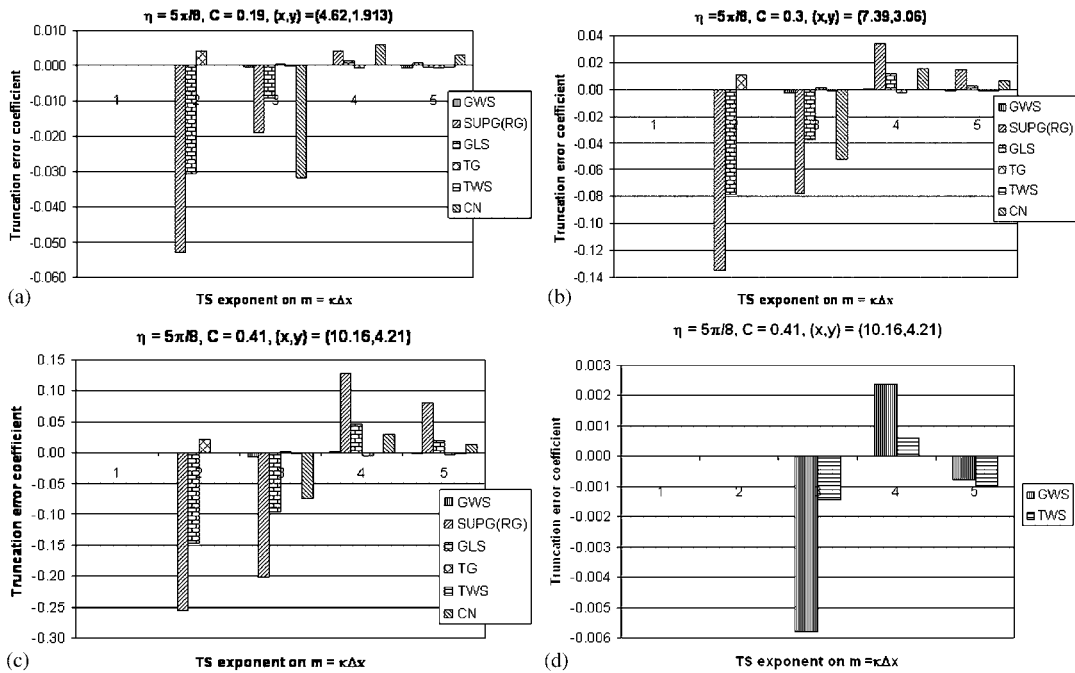 η = 5π/8, C = 0.19, (x,y) =(4.62,1.913)
0.010
0.000
-0.010
-0.020
-0.030
-0.040
-0.050
-0.060
Truncation error coefficient
1
2
3
4
5
GWS
SUPG(RG)
GLS
TG
TWS
CN
(a)
TS exponent on m = κΔx
η =5π/8, C = 0.3, (x,y) = (7.39,3.06)
0.04
0.02
0.00
-0.02
-0.04
-0.06
-0.08
-0.10
-0.12
-0.14
Truncation error coefficient
1
2
3
4
5
GWS
SUPG(RG)
GLS
TG
TWS
CN
(b)
TS exponent on m = κΔx
η = 5π/8, C = 0.41, (x,y) = (10.16,4.21)
0.15
0.10
0.05
0.00
-0.05
-0.10
-0.15
-0.20
-0.25
-0.30
Truncation error coefficient
1
2
3
4
5
GWS
SUPG(RG)
GLS
TG
TWS
CN
(c)
TS exponent on m = κΔx
η = 5π/8, C = 0.41, (x,y) = (10.16,4.21)
0.003
0.002
0.001
0.000
-0.001
-0.002
-0.003
-0.004
-0.005
-0.006
Truncation error coefficient
1
2
3
4
5
GWS
TWS
(d)
TS exponent on m =κΔx